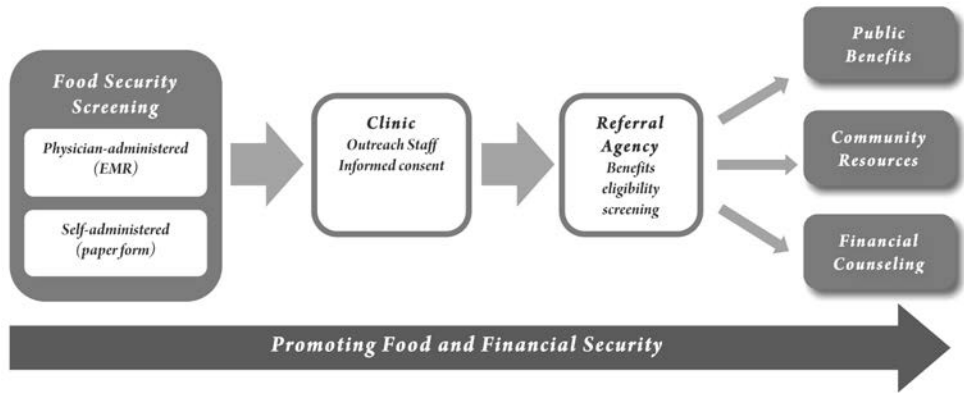 Food Security
Screening
Physician-administered
(EMR)
Self-administered
(paper form)
Clinic
Outreach Staff
Informed consent
Referral
Agency
Benefits
eligibility
screening
Public
Benefits
Community
Resources
Financial
Counseling
Promoting Food and Financial Security